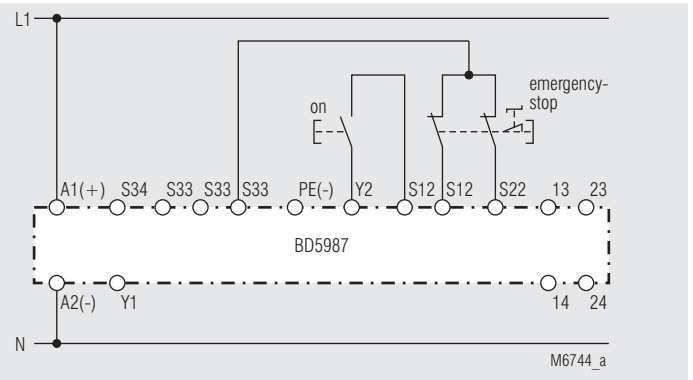 L1
emergency-
stop
on
A1(+) S34 S33 S33 S33 PE(-) Y2 S12 S12 S22 13 23
BD5987
A2(-) Y1 14 24
N
M6744_a